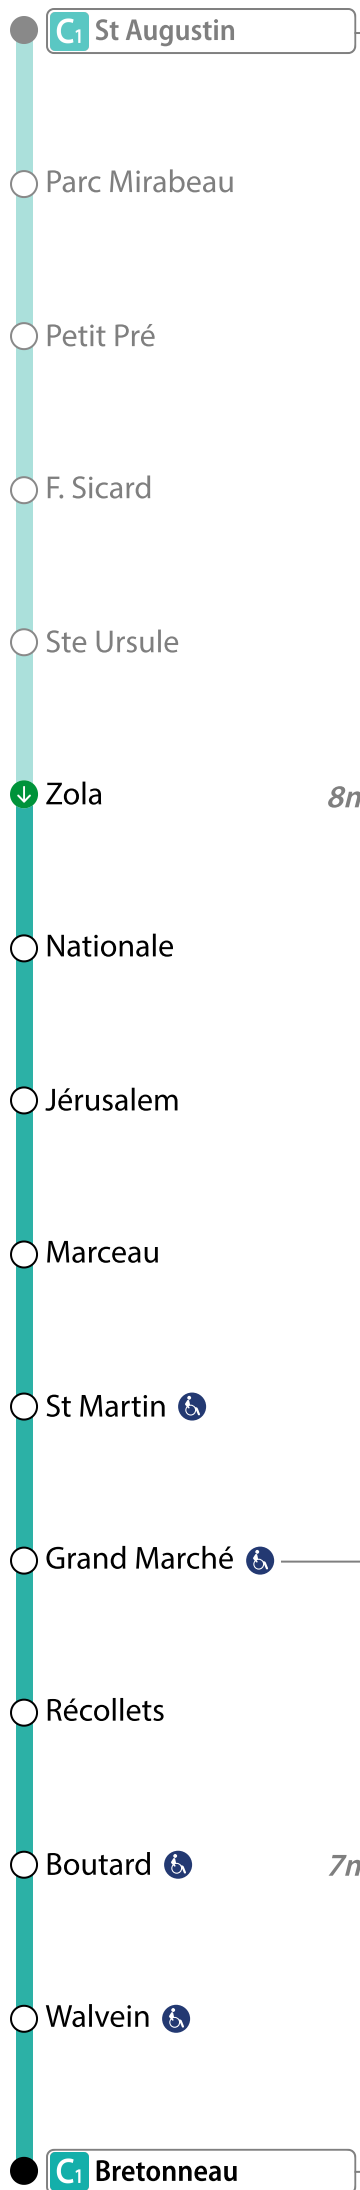 C1 St Augustin
Parc Mirabeau
Petit Pré
F. Sicard
Ste Ursule
Zola
Nationale
Jérusalem
Marceau
St Martin
Grand Marché
Récollets
Boutard
Walvein
C1 Bretonneau